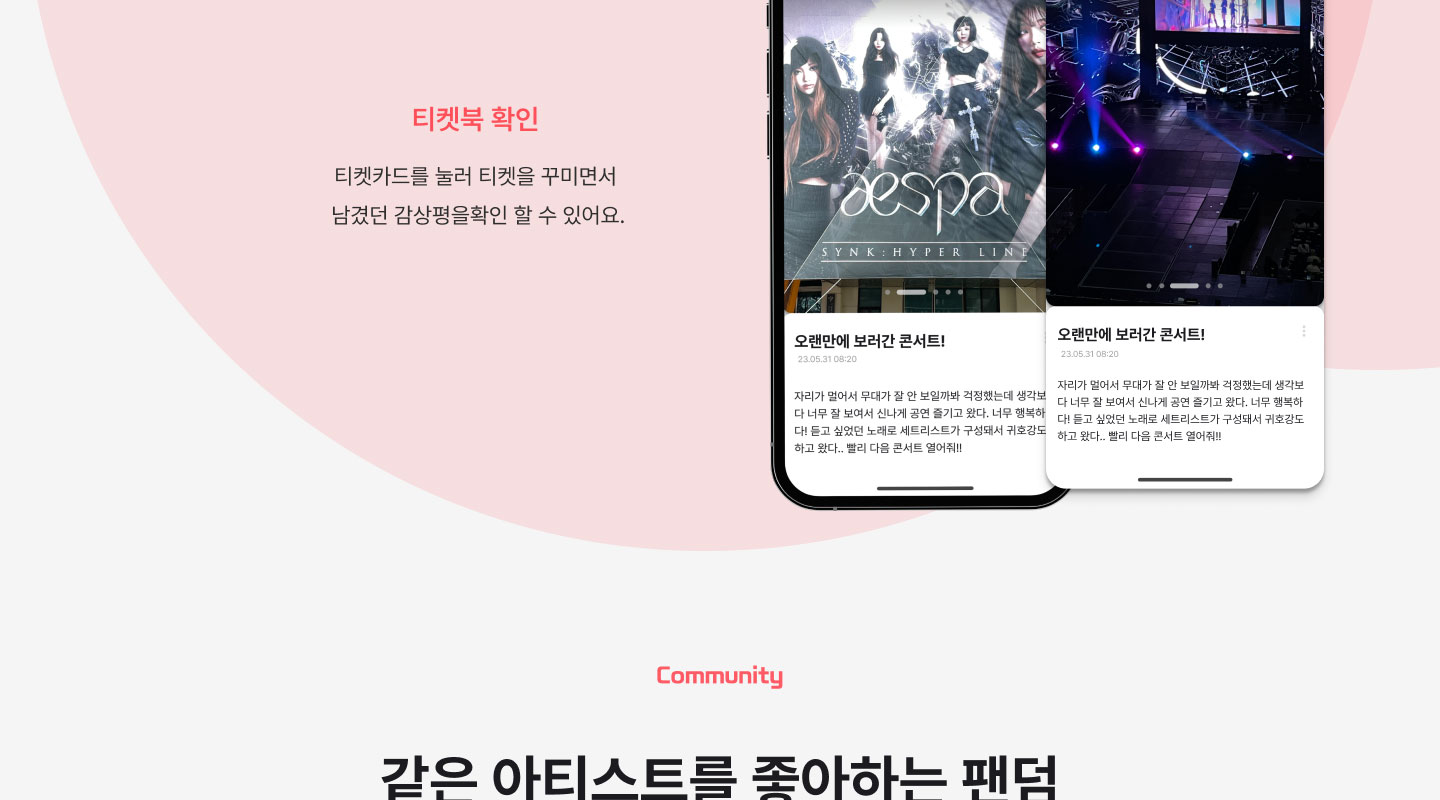 티켓북 확인
티켓카드를 눌러 티켓을 꾸미면서
남겼던 감상평을확인 할 수 있어요.
aespa
SYNK : HYPER LINE
오랜만에 보러간 콘서트!
23.05.31 08:20
자리가 멀어서 무대가 잘 안 보일까봐 걱정했는데 생각보
다 너무 잘 보여서 신나게 공연 즐기고 왔다. 너무 행복하
다! 듣고 싶었던 노래로 세트리스트가 구성돼서 귀호강도
하고 왔다.. 빨리 다음 콘서트 열어줘!!
오랜만에 보러간 콘서트!
23.05.31 08:20
자리가 멀어서 무대가 잘 안 보일까봐 걱정했는데 생각보
다 너무 잘 보여서 신나게 공연 즐기고 왔다. 너무 행복하
다! 듣고 싶었던 노래로 세트리스트가 구성돼서 귀호강도
하고 왔다.. 빨리 다음 콘서트 열어줘!!
Community
같은 아티스트를 좋아하는 팬덤